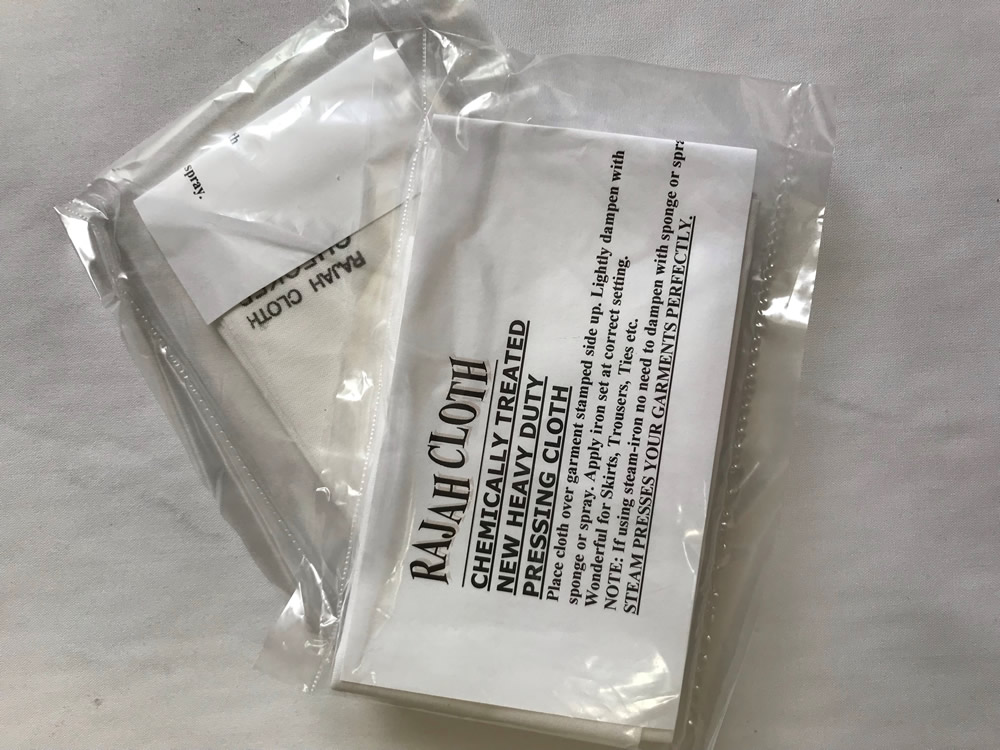 RAJAH CLOTH
CHEMICALLY TREATED
NEW HEAVY DUTY
PRESSING CLOTH
Place cloth over garment stamped side up. Lightly dampen with
sponge or spray. Apply iron set at correct setting.
Wonderful for Skirts, Trousers, Ties etc.
NOTE: If using steam-iron no need to dampen with sponge or spra
STEAM PRESSES YOUR GARMENTS PERFECTLY.
spray.
RAJAH CLOTH